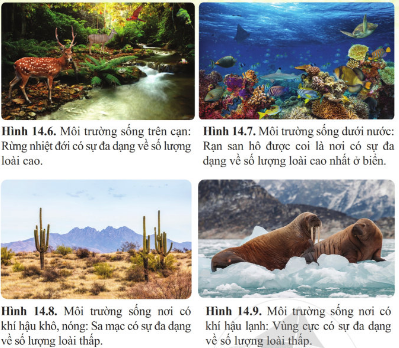 Hình 14.6. Môi trường sống trên cạn:
Rừng nhiệt đới có sự đa dạng về số lượng
loài cao.
Hình 14.7. Môi trường sống dưới nước:
Rạn san hô được coi là nơi có sự đa
dạng về số lượng loài cao nhất ở biển.
Hình 14.8. Môi trường sống nơi có
khí hậu khô, nóng: Sa mạc có sự đa dạng
về số lượng loài thấp.
Hình 14.9. Môi trường sống nơi có
khí hậu lạnh: Vùng cực có sự đa dạng
về số lượng loài thấp.